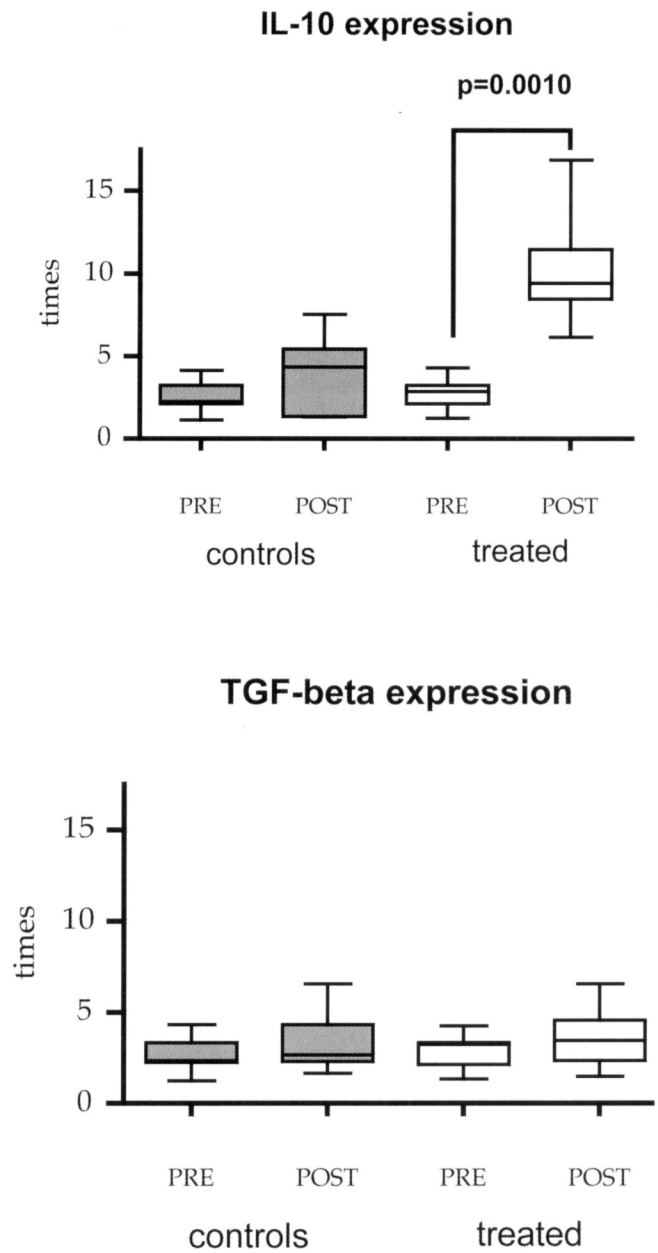 IL-10 expression
p=0.0010
times
15
10
5
0
PRE POST PRE POST
controls treated
TGF-beta expression
times
15
10
5
0
PRE POST PRE POST
controls treated